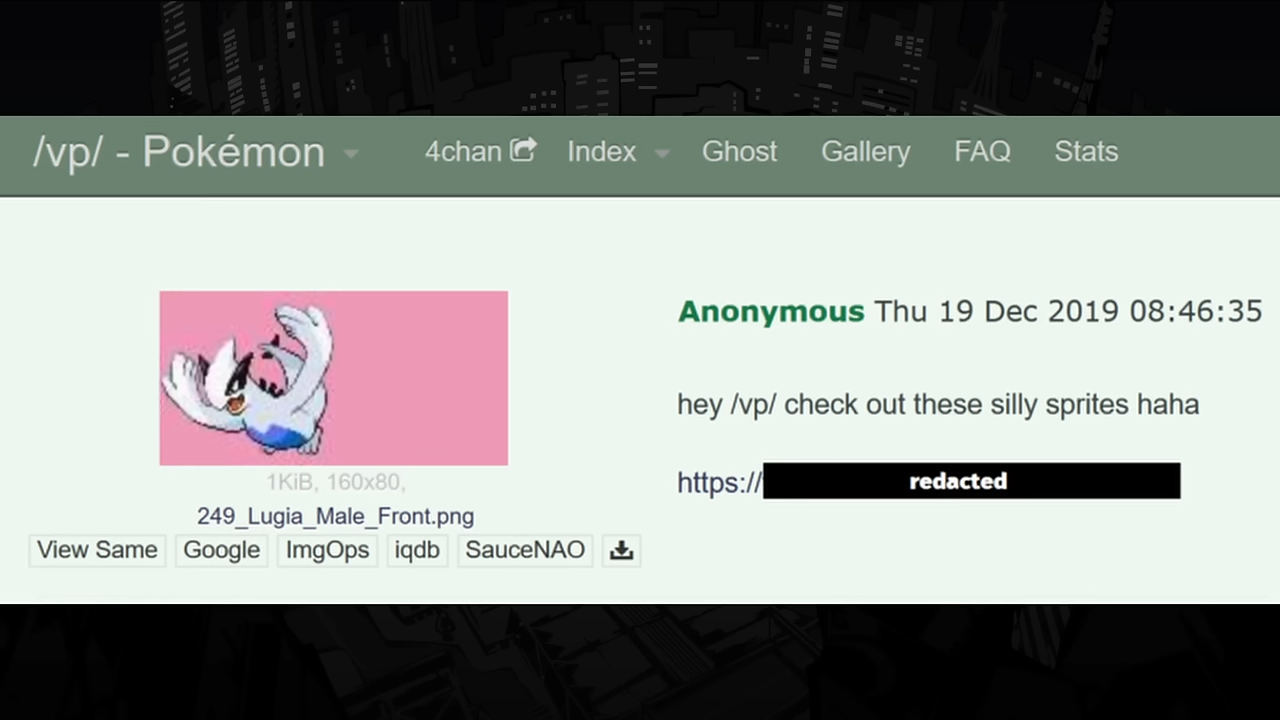 /vp/ - Pokémon 4chan Index Ghost Gallery FAQ Stats
Anonymous Thu 19 Dec 2019 08:46:35
hey /vp/ check out these silly sprites haha
https://
redacted
1KiB, 160x80,
249_Lugia_Male_Front.png
View Same Google ImgOps iqdb SauceNAO